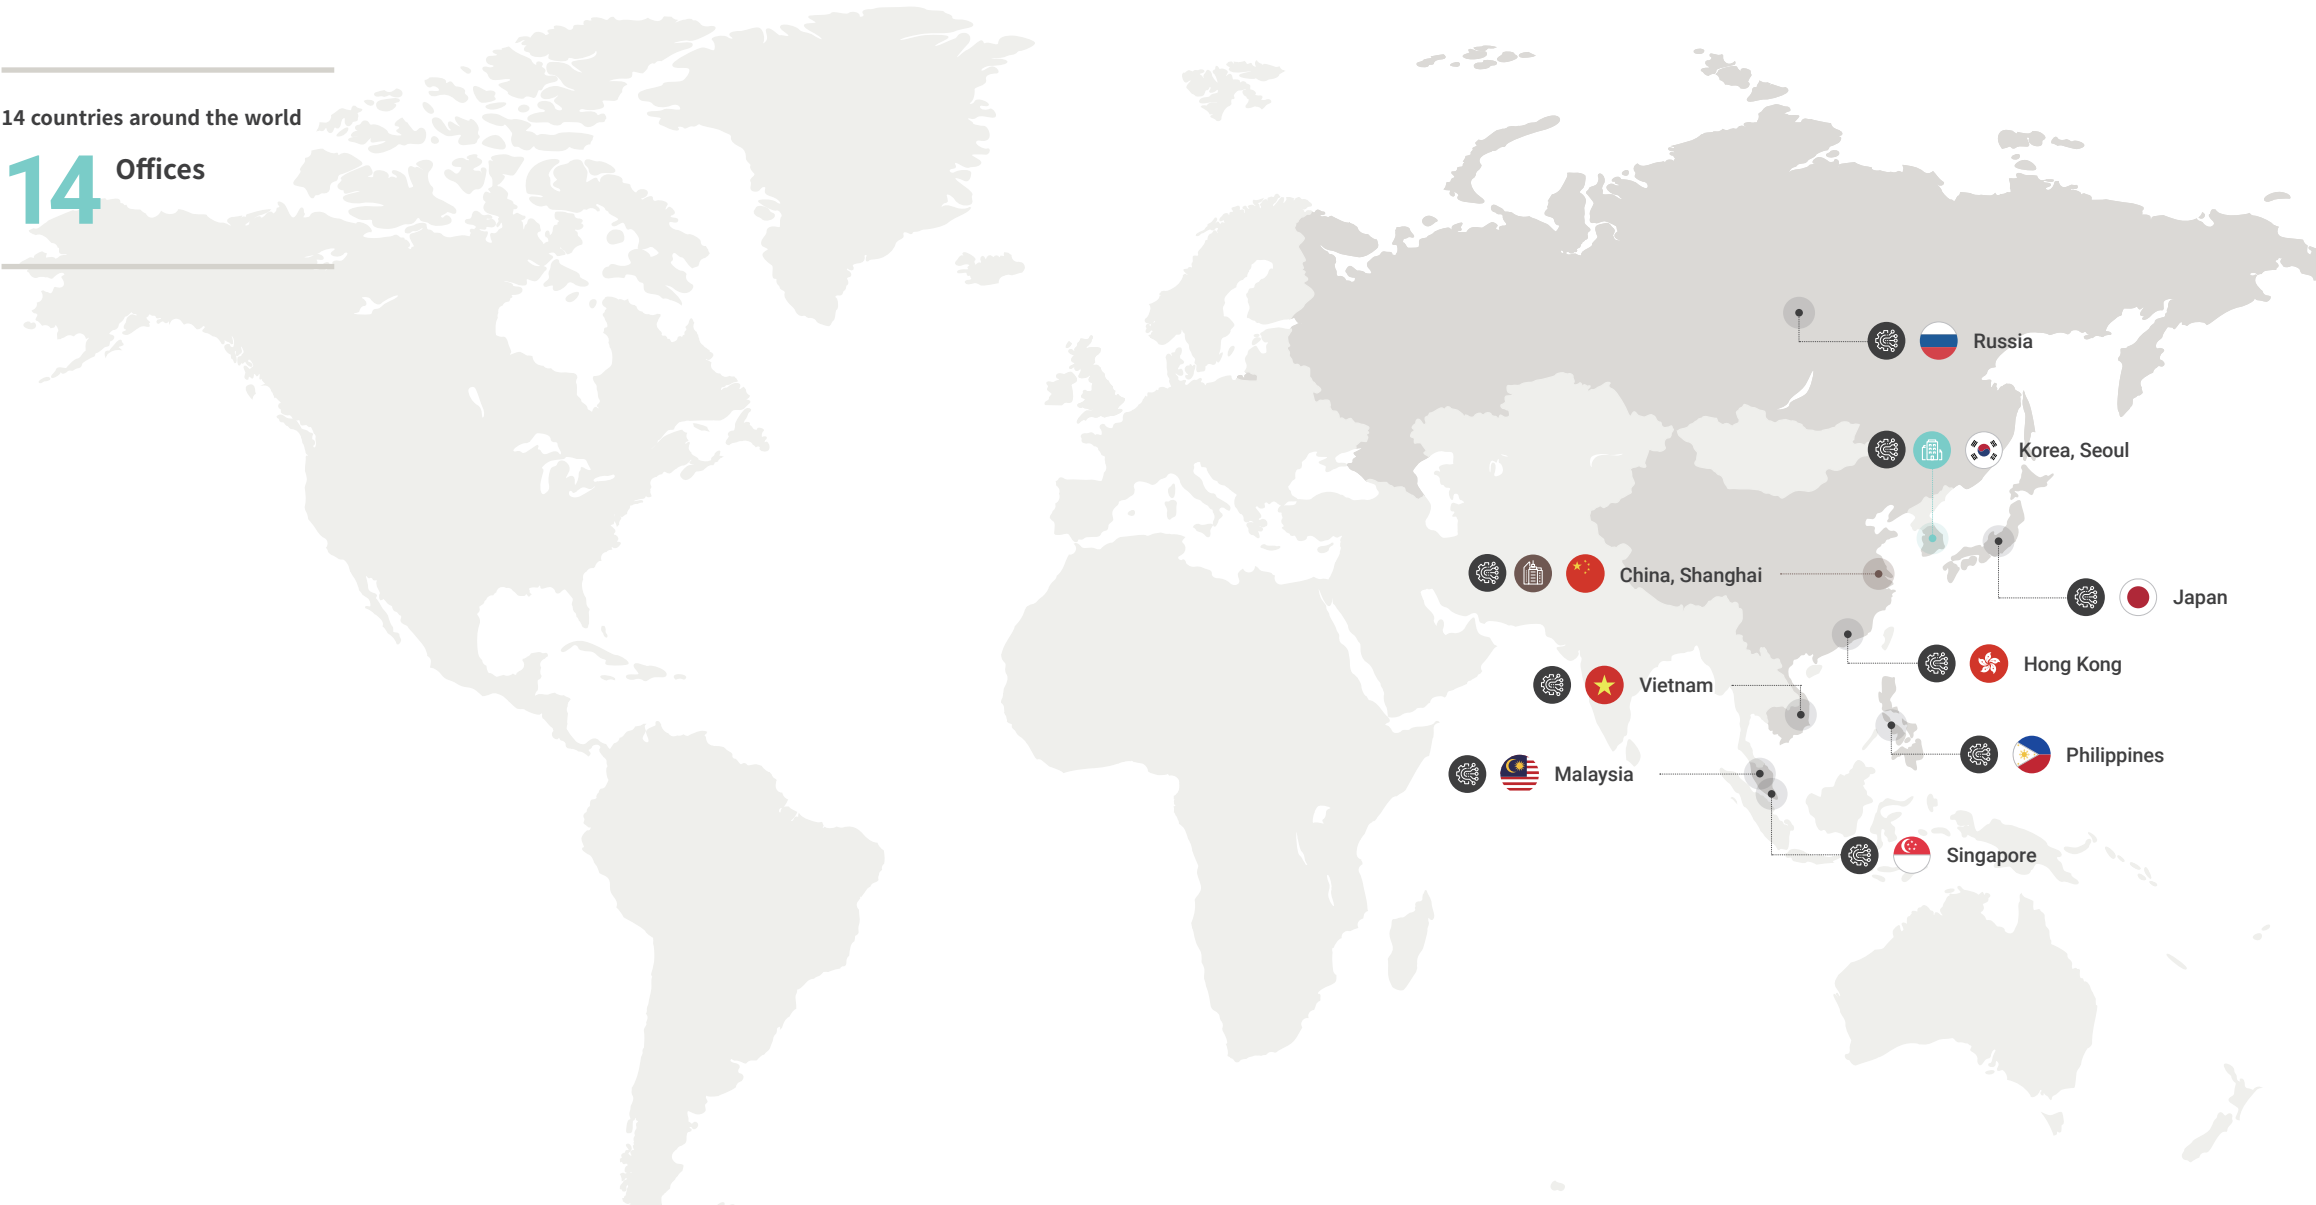 14 countries around the world
14 Offices
Russia
Korea, Seoul
China, Shanghai
Japan
Hong Kong
Vietnam
Philippines
Malaysia
Singapore